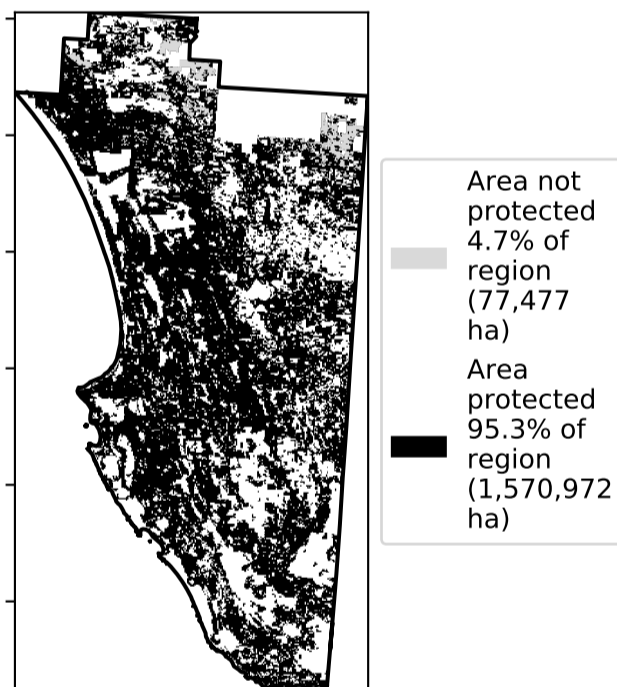 Area not
protected
4.7% of
region
(77,477
ha)
Area
protected
95.3% of
region
(1,570,972
ha)